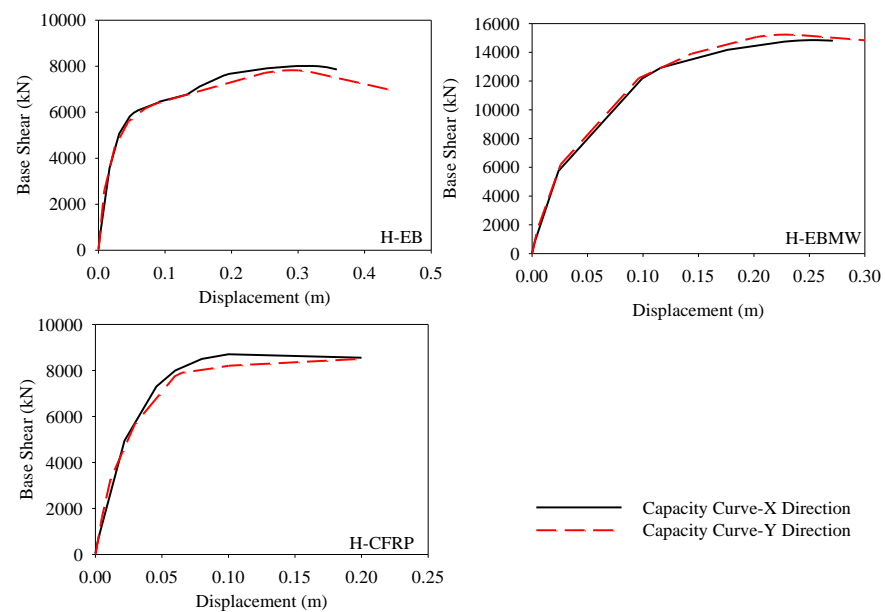 10000
8000
6000
4000
2000
0
Base Shear (kN)
0.0 0.1 0.2 0.3 0.4 0.5
Displacement (m)
H-EB
16000
14000
12000
10000
8000
6000
4000
2000
0
Base Shear (kN)
0.00 0.05 0.10 0.15 0.20 0.25 0.30
Displacement (m)
H-EBMW
10000
8000
6000
4000
2000
0
Base Shear (kN)
0.00 0.05 0.10 0.15 0.20 0.25
Displacement (m)
H-CFRP
Capacity Curve-X Direction
Capacity Curve-Y Direction